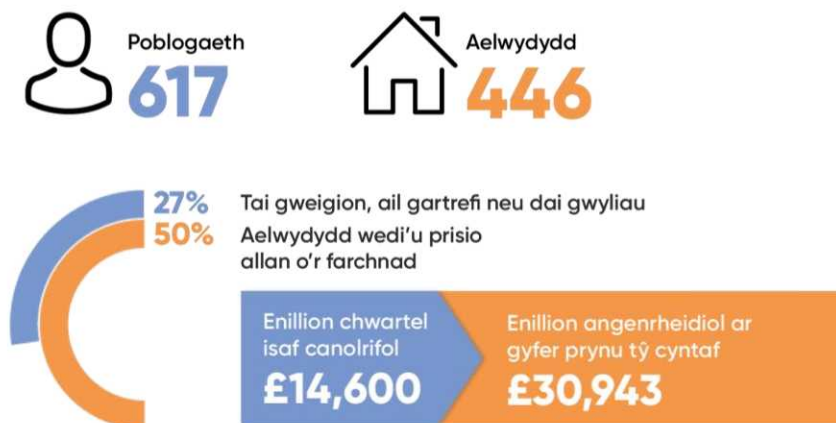 Poblogaeth
617
Aelwydydd
446
27% Tai gweigion, ail gartrefi neu dai gwyliau
50% Aelwydydd wedi'u prisio
allan o'r farchnad
Enillion chwartel
isaf canolrifol
£14,600
Enillion angenrheidiol ar
gyfer prynu tŷ cyntaf
£30,943